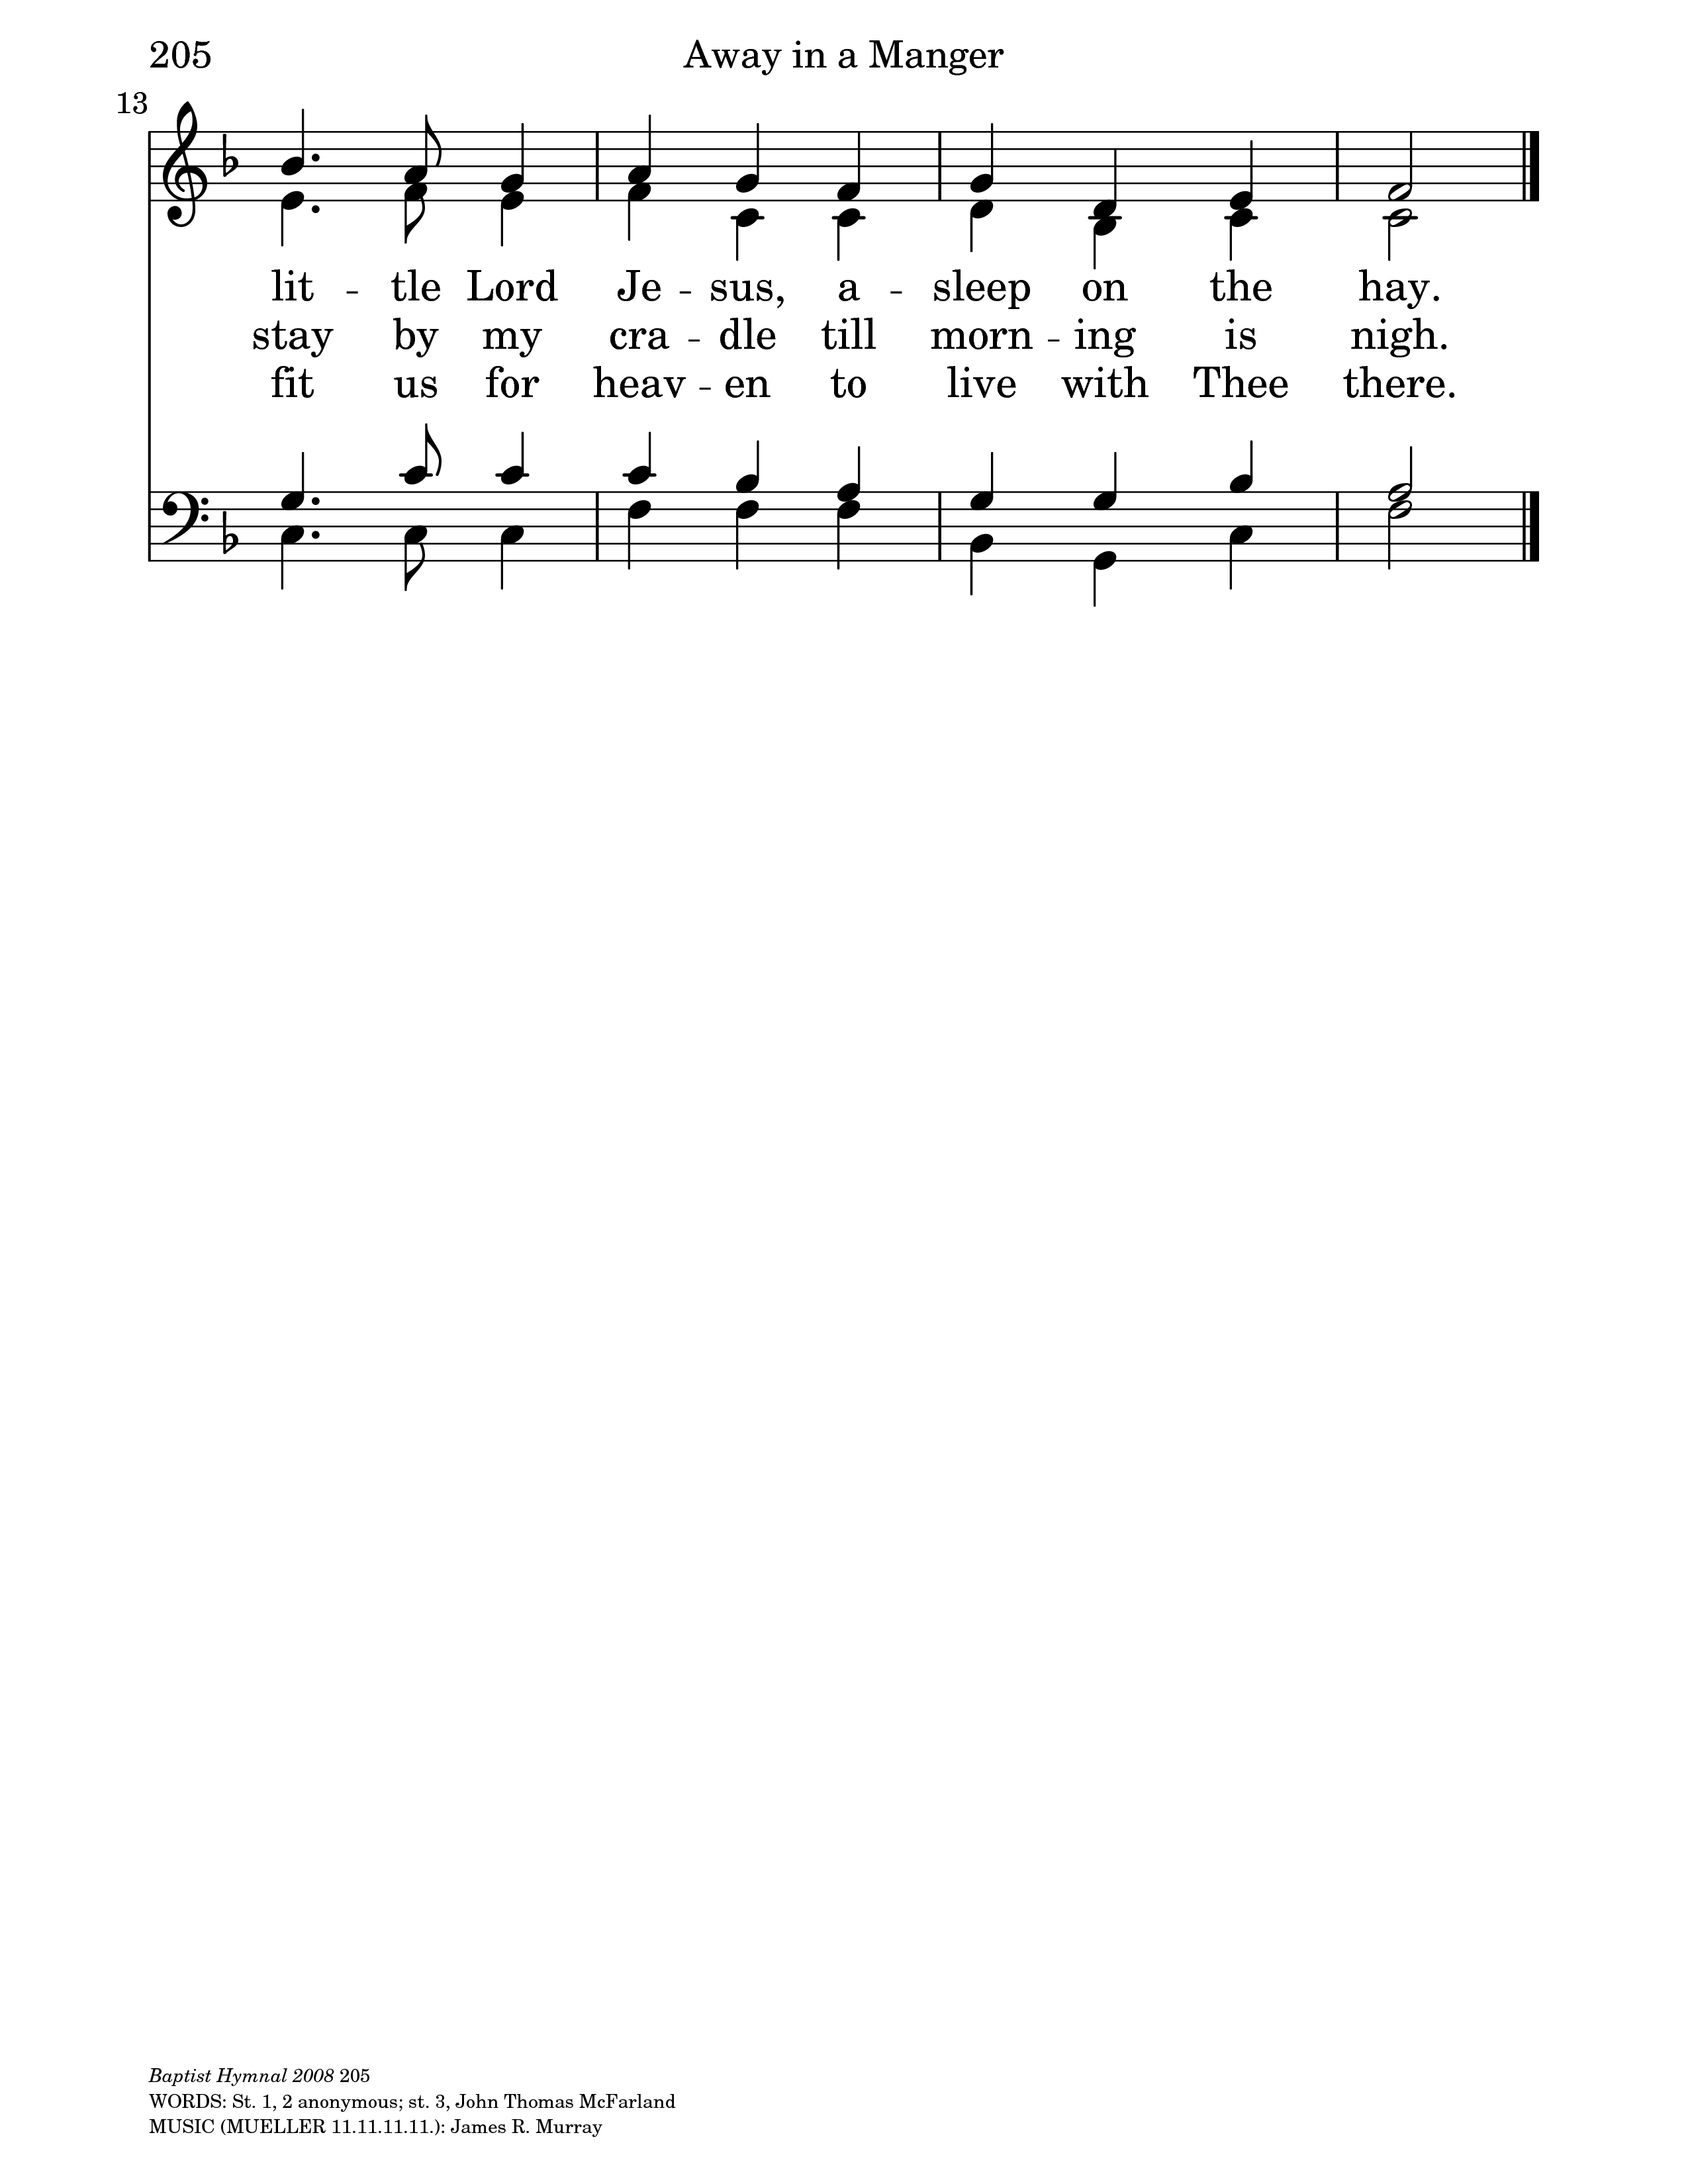 205 Away in a Manger
13
lit - tle Lord Je - sus, a - sleep on the hay.
stay by my cra - dle till morn - ing is nigh.
fit us for heav - en to live with Thee there.
Baptist Hymnal 2008 205
WORDS: St. 1, 2 anonymous; st. 3, John Thomas McFarland
MUSIC (MUELLER 11.11.11.11.): James R. Murray